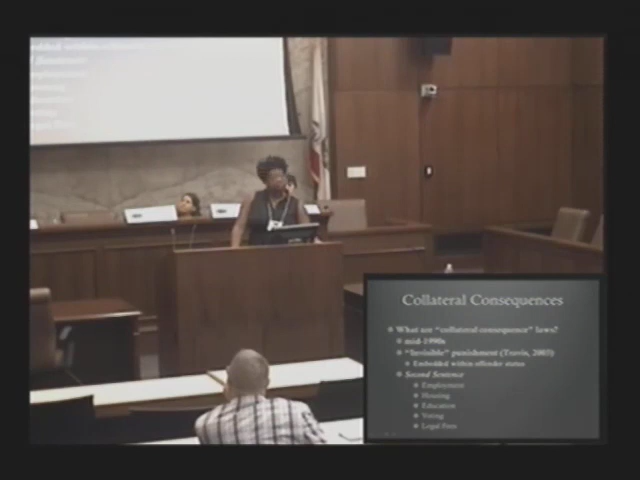 Collateral Consequences
What are "collateral consequence" laws?
mid-1990s
"Invisible" punishment (Travis, 2003)
Embedded within offender status
Second Sentence
Employment
Housing
Education
Voting
Legal Fees